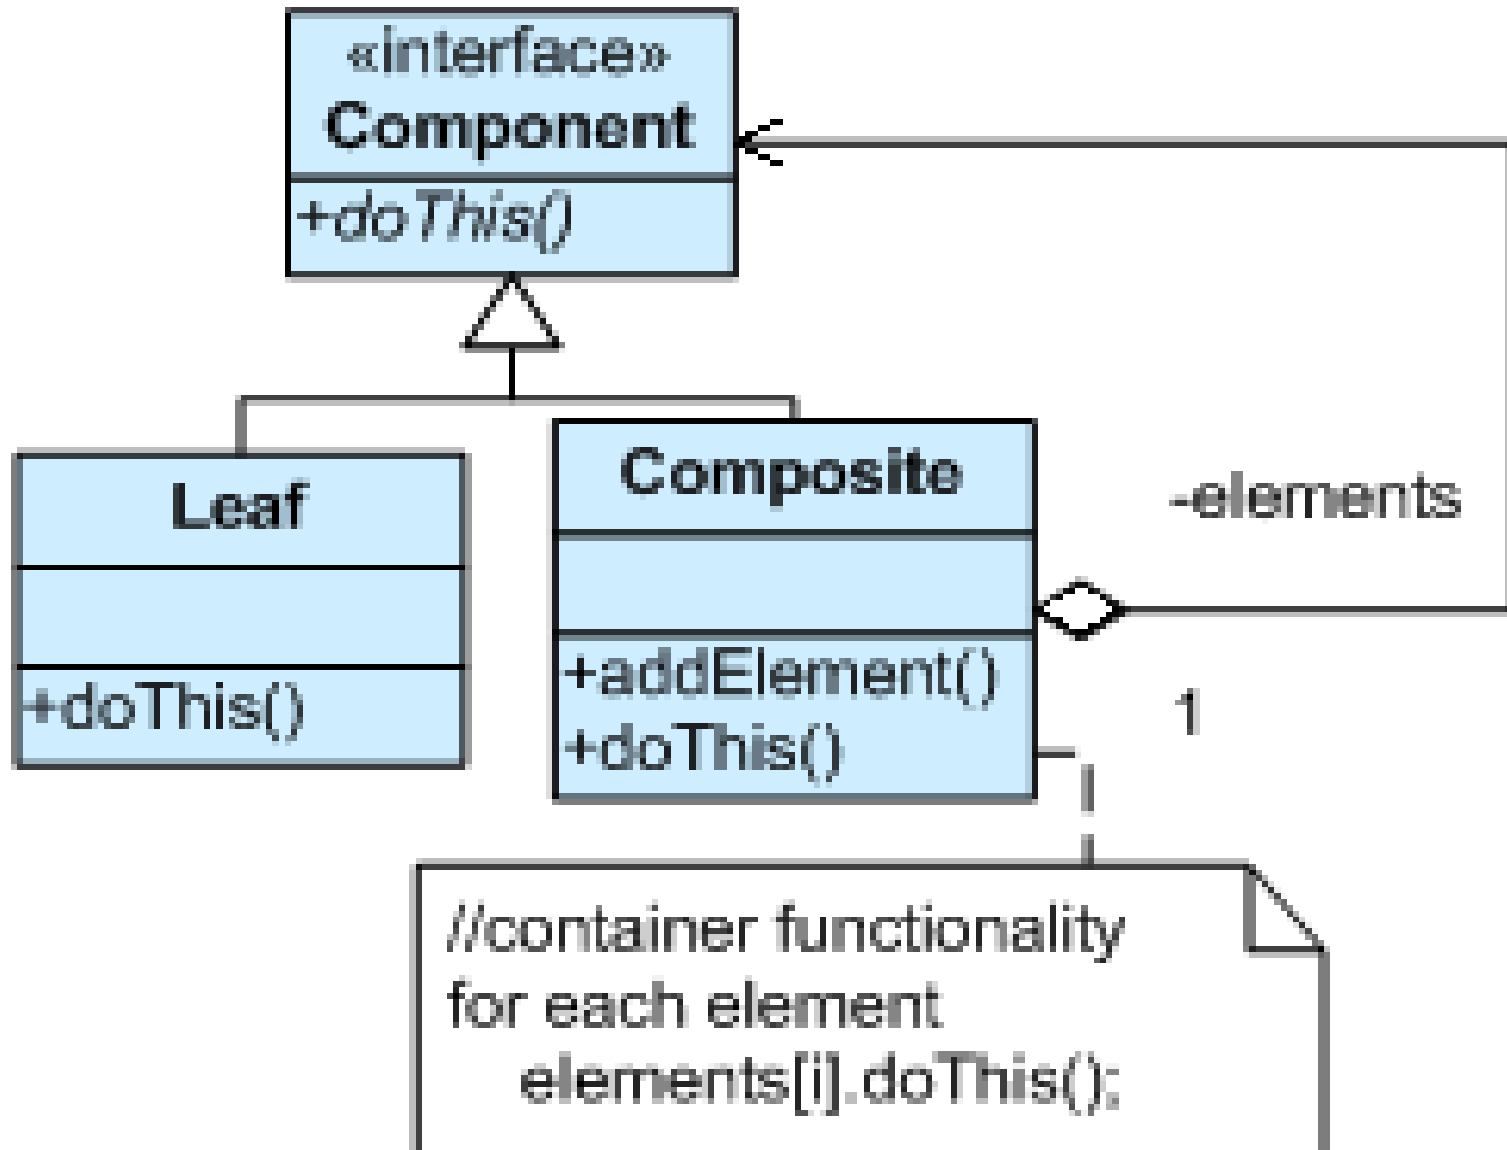 «interface»
Component
+doThis()
Leaf
+doThis()
Composite
+addElement()
+doThis()
-elements
1
//container functionality
for each element
elements[i].doThis();